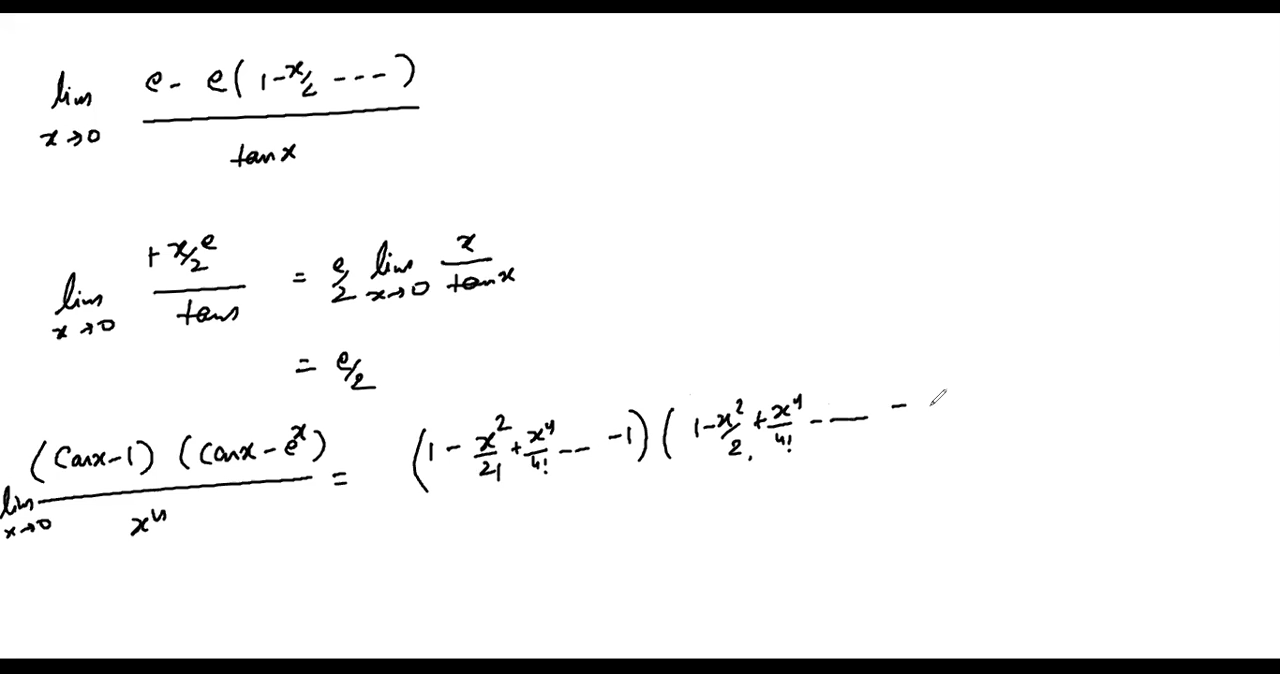 lim x→0 e - e(1 - x/2 ----) / tan x
lim x→0 + x/2 e / tan x = e/2 lim x→0 x / tan x
= e/2
lim x→0 (cos x - 1) (cos x - e^x) / x^n = (1 - x^2/2! + x^4/4! -- -1) (1 - x^2/2! + x^4/4! - — -